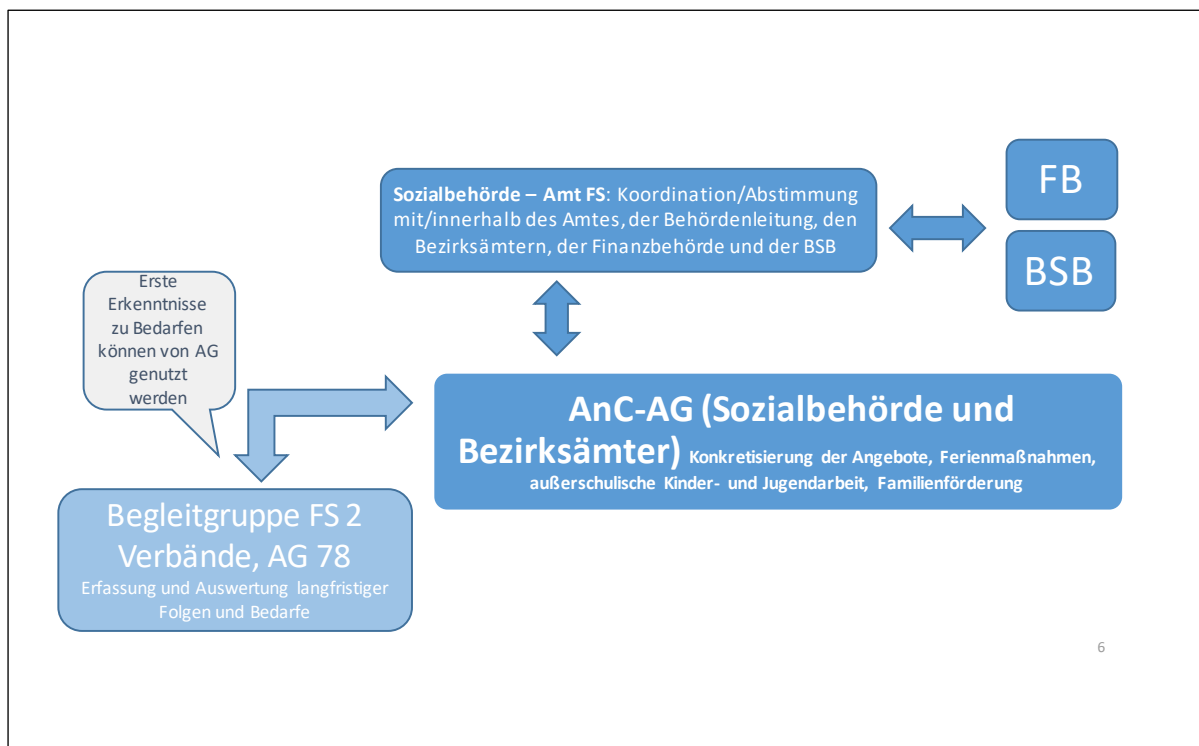 Sozialbehörde – Amt FS: Koordination/Abstimmung
mit/innerhalb des Amtes, der Behördenleitung, den
Bezirksämtern, der Finanzbehörde und der BSB
FB
BSB
Erste
Erkenntnisse
zu Bedarfen
können von AG
genutzt
werden
AnC-AG (Sozialbehörde und
Bezirksämter) Konkretisierung der Angebote, Ferienmaßnahmen,
außerschulische Kinder- und Jugendarbeit, Familienförderung
Begleitgruppe FS 2
Verbände, AG 78
Erfassung und Auswertung langfristiger
Folgen und Bedarfe
6